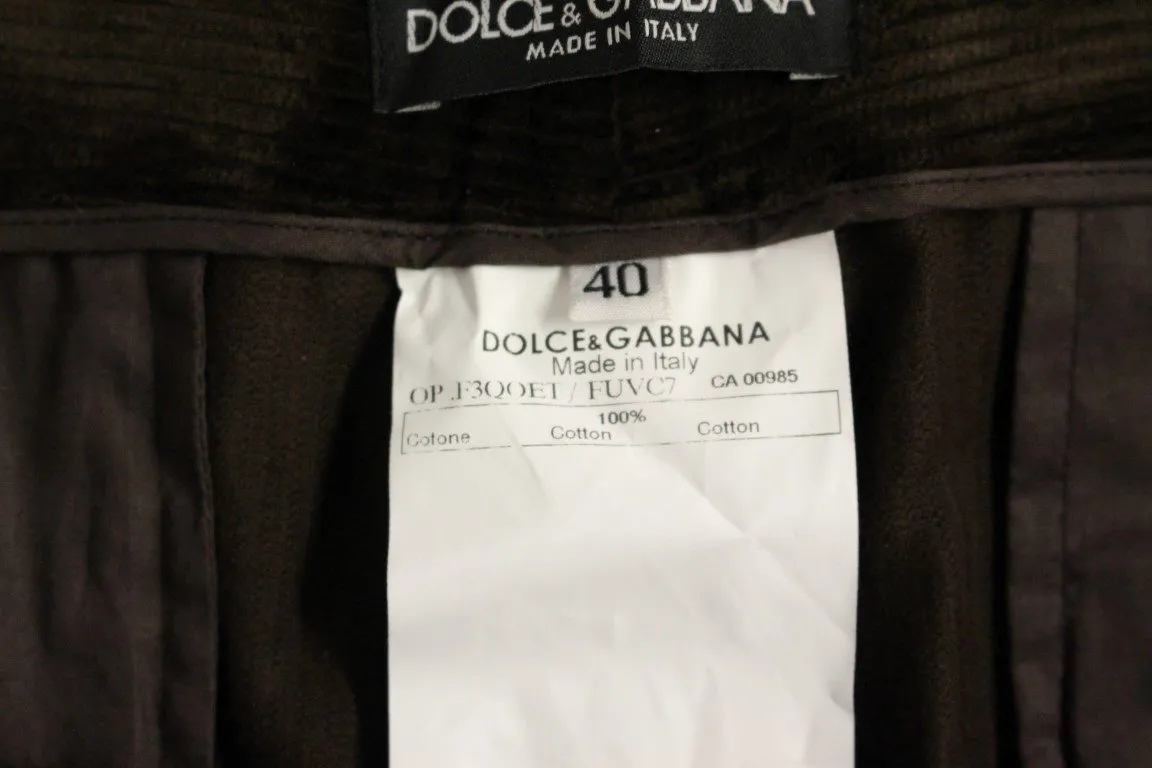 DOLCE & GABBANA
MADE IN ITALY
40
DOLCE&GABBANA
Made in Italy
OP .F3QOET / FUVC7 CA 00985
100%
Cotone Cotton Cotton